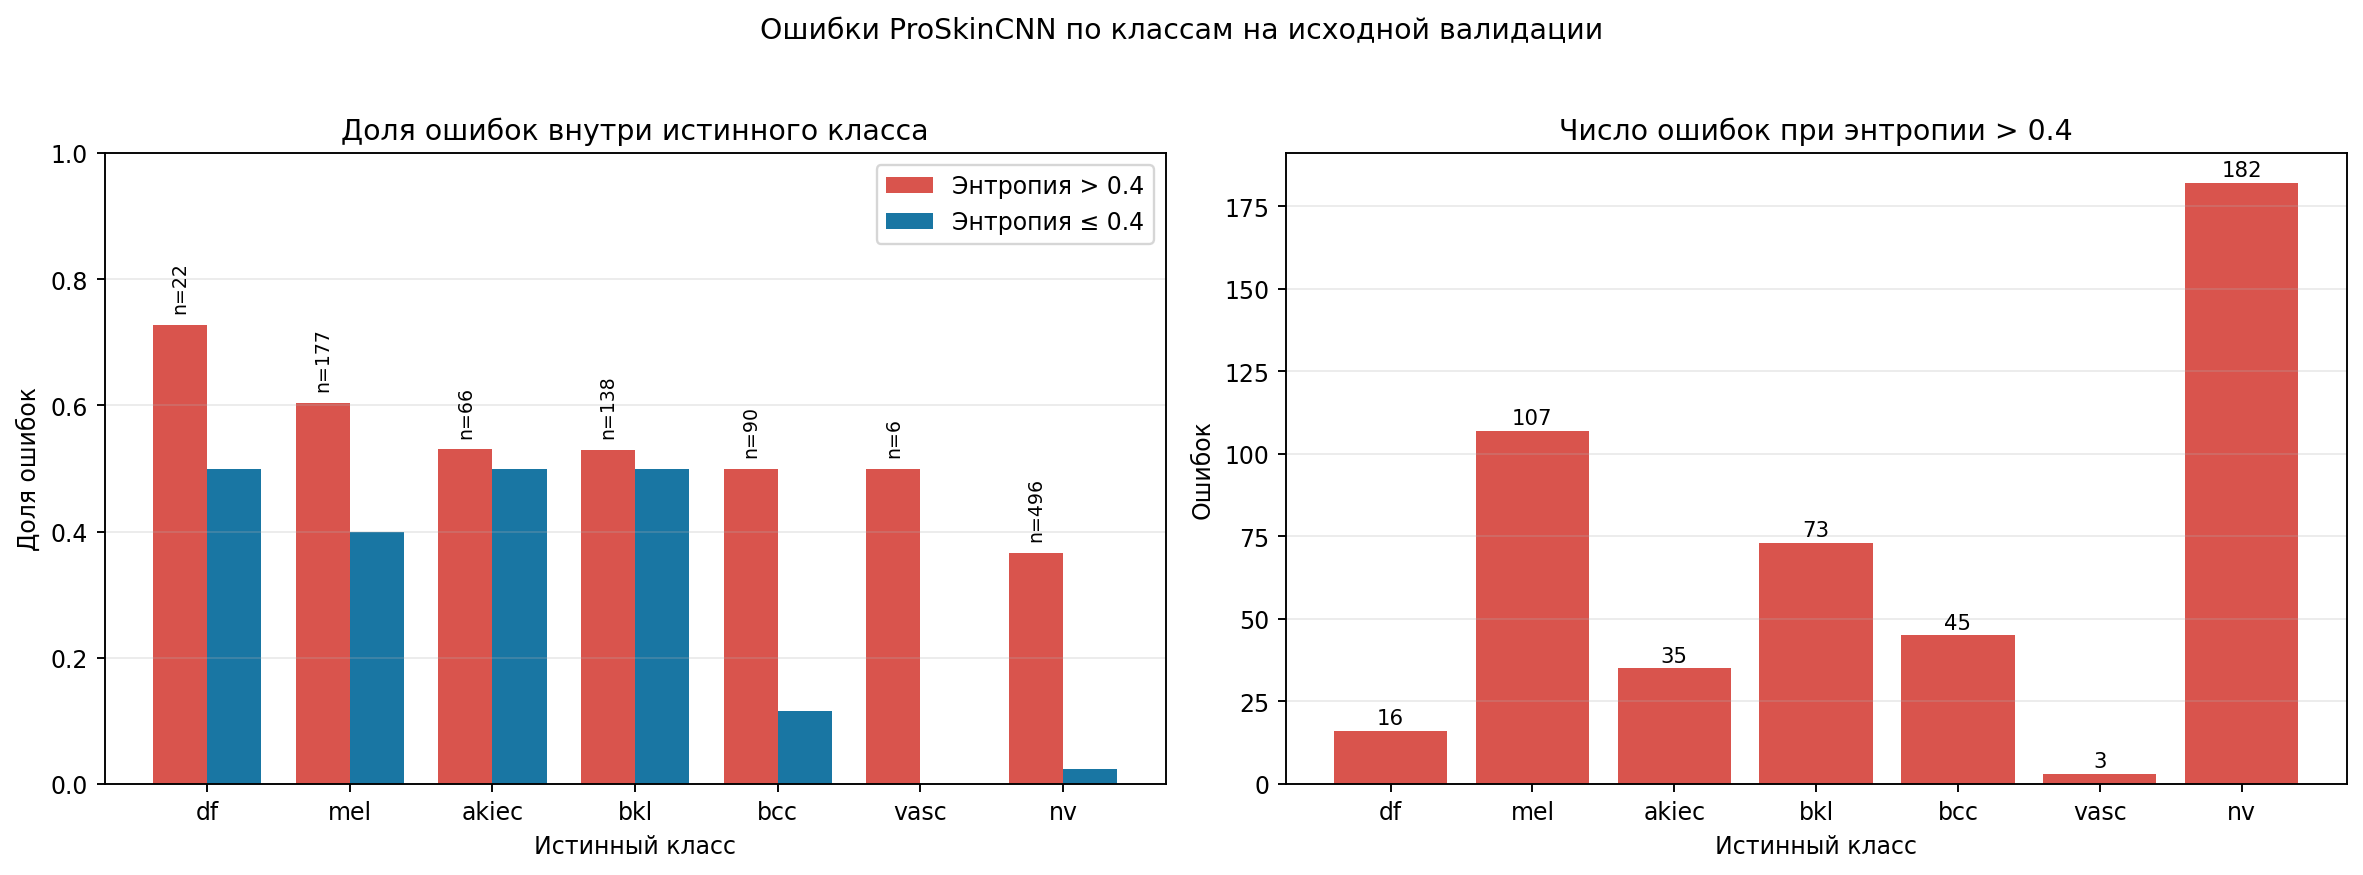 Ошибки ProSkinCNN по классам на исходной валидации
Доля ошибок внутри истинного класса
Доля ошибок
1.0
0.8
0.6
0.4
0.2
0.0
Энтропия > 0.4
Энтропия ≤ 0.4
n=22
n=177
n=66
n=138
n=90
n=6
n=496
df mel akiec bkl bcc vasc nv
Истинный класс
Число ошибок при энтропии > 0.4
Ошибок
175
150
125
100
75
50
25
0
16
107
35
73
45
3
182
df mel akiec bkl bcc vasc nv
Истинный класс